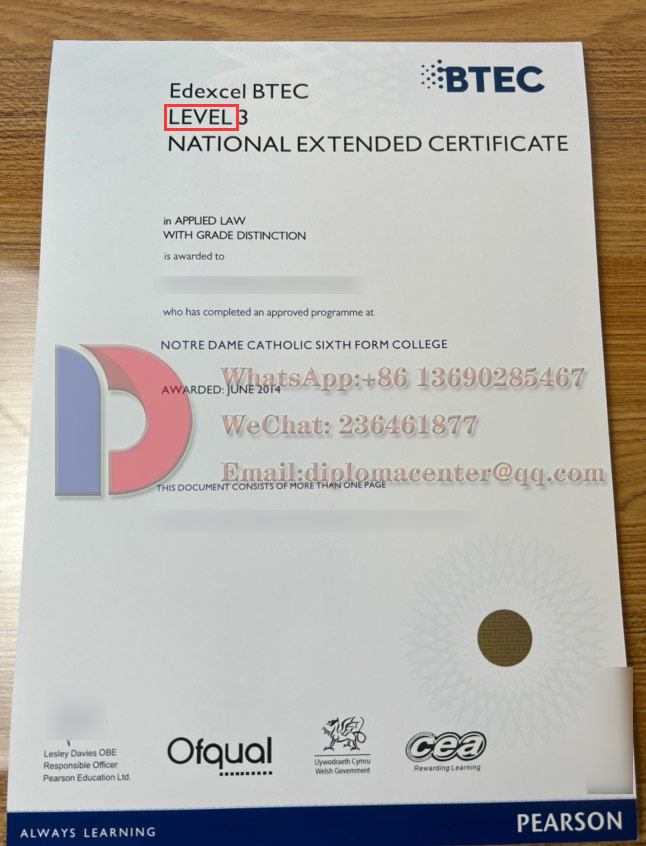 BTEC
Edexcel BTEC
LEVEL 3
NATIONAL EXTENDED CERTIFICATE
in APPLIED LAW
WITH GRADE DISTINCTION
is awarded to
who has completed an approved programme at
NOTRE DAME CATHOLIC SIXTH FORM COLLEGE
WhatsApp:+86 13690285467
AWARDED: JUNE 2014
WeChat: 236461877
Email:diplomacenter@qq.com
THIS DOCUMENT CONSISTS OF MORE THAN ONE PAGE
Lesley Davies OBE
Responsible Officer
Pearson Education Ltd.
Ofqual
Llywodraeth Cymru
Welsh Government
cea
Rewarding Learning
ALWAYS LEARNING
PEARSON